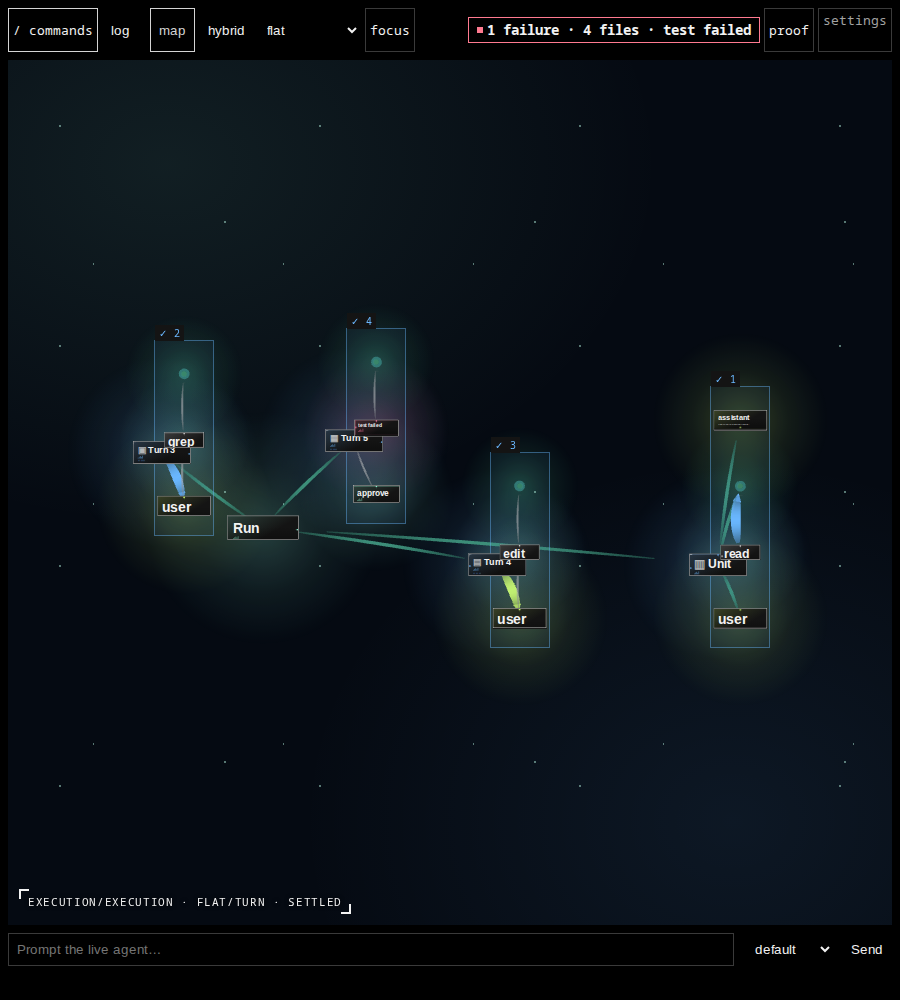 / commands
log
map
hybrid
flat
focus
1 failure · 4 files · test failed
proof
settings
✓ 2
grep
Turn 3
user
Run
✓ 4
test failed
Turn 5
approve
✓ 3
edit
Turn 4
user
✓ 1
assistant
read
Unit
user
EXECUTION/EXECUTION · FLAT/TURN · SETTLED
Prompt the live agent…
default
Send